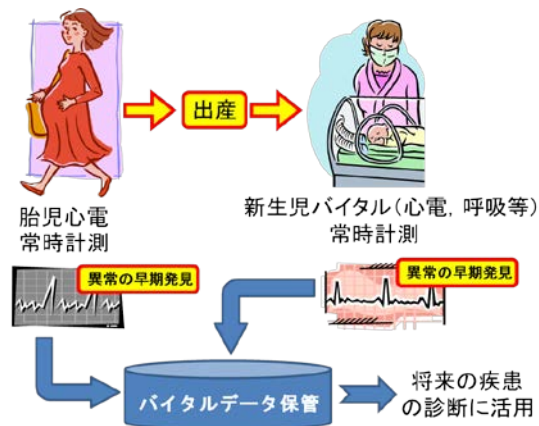 出産
胎児心電
常時計測
新生児バイタル(心電, 呼吸等)
常時計測
異常の早期発見
異常の早期発見
バイタルデータ保管
将来の疾患
の診断に活用